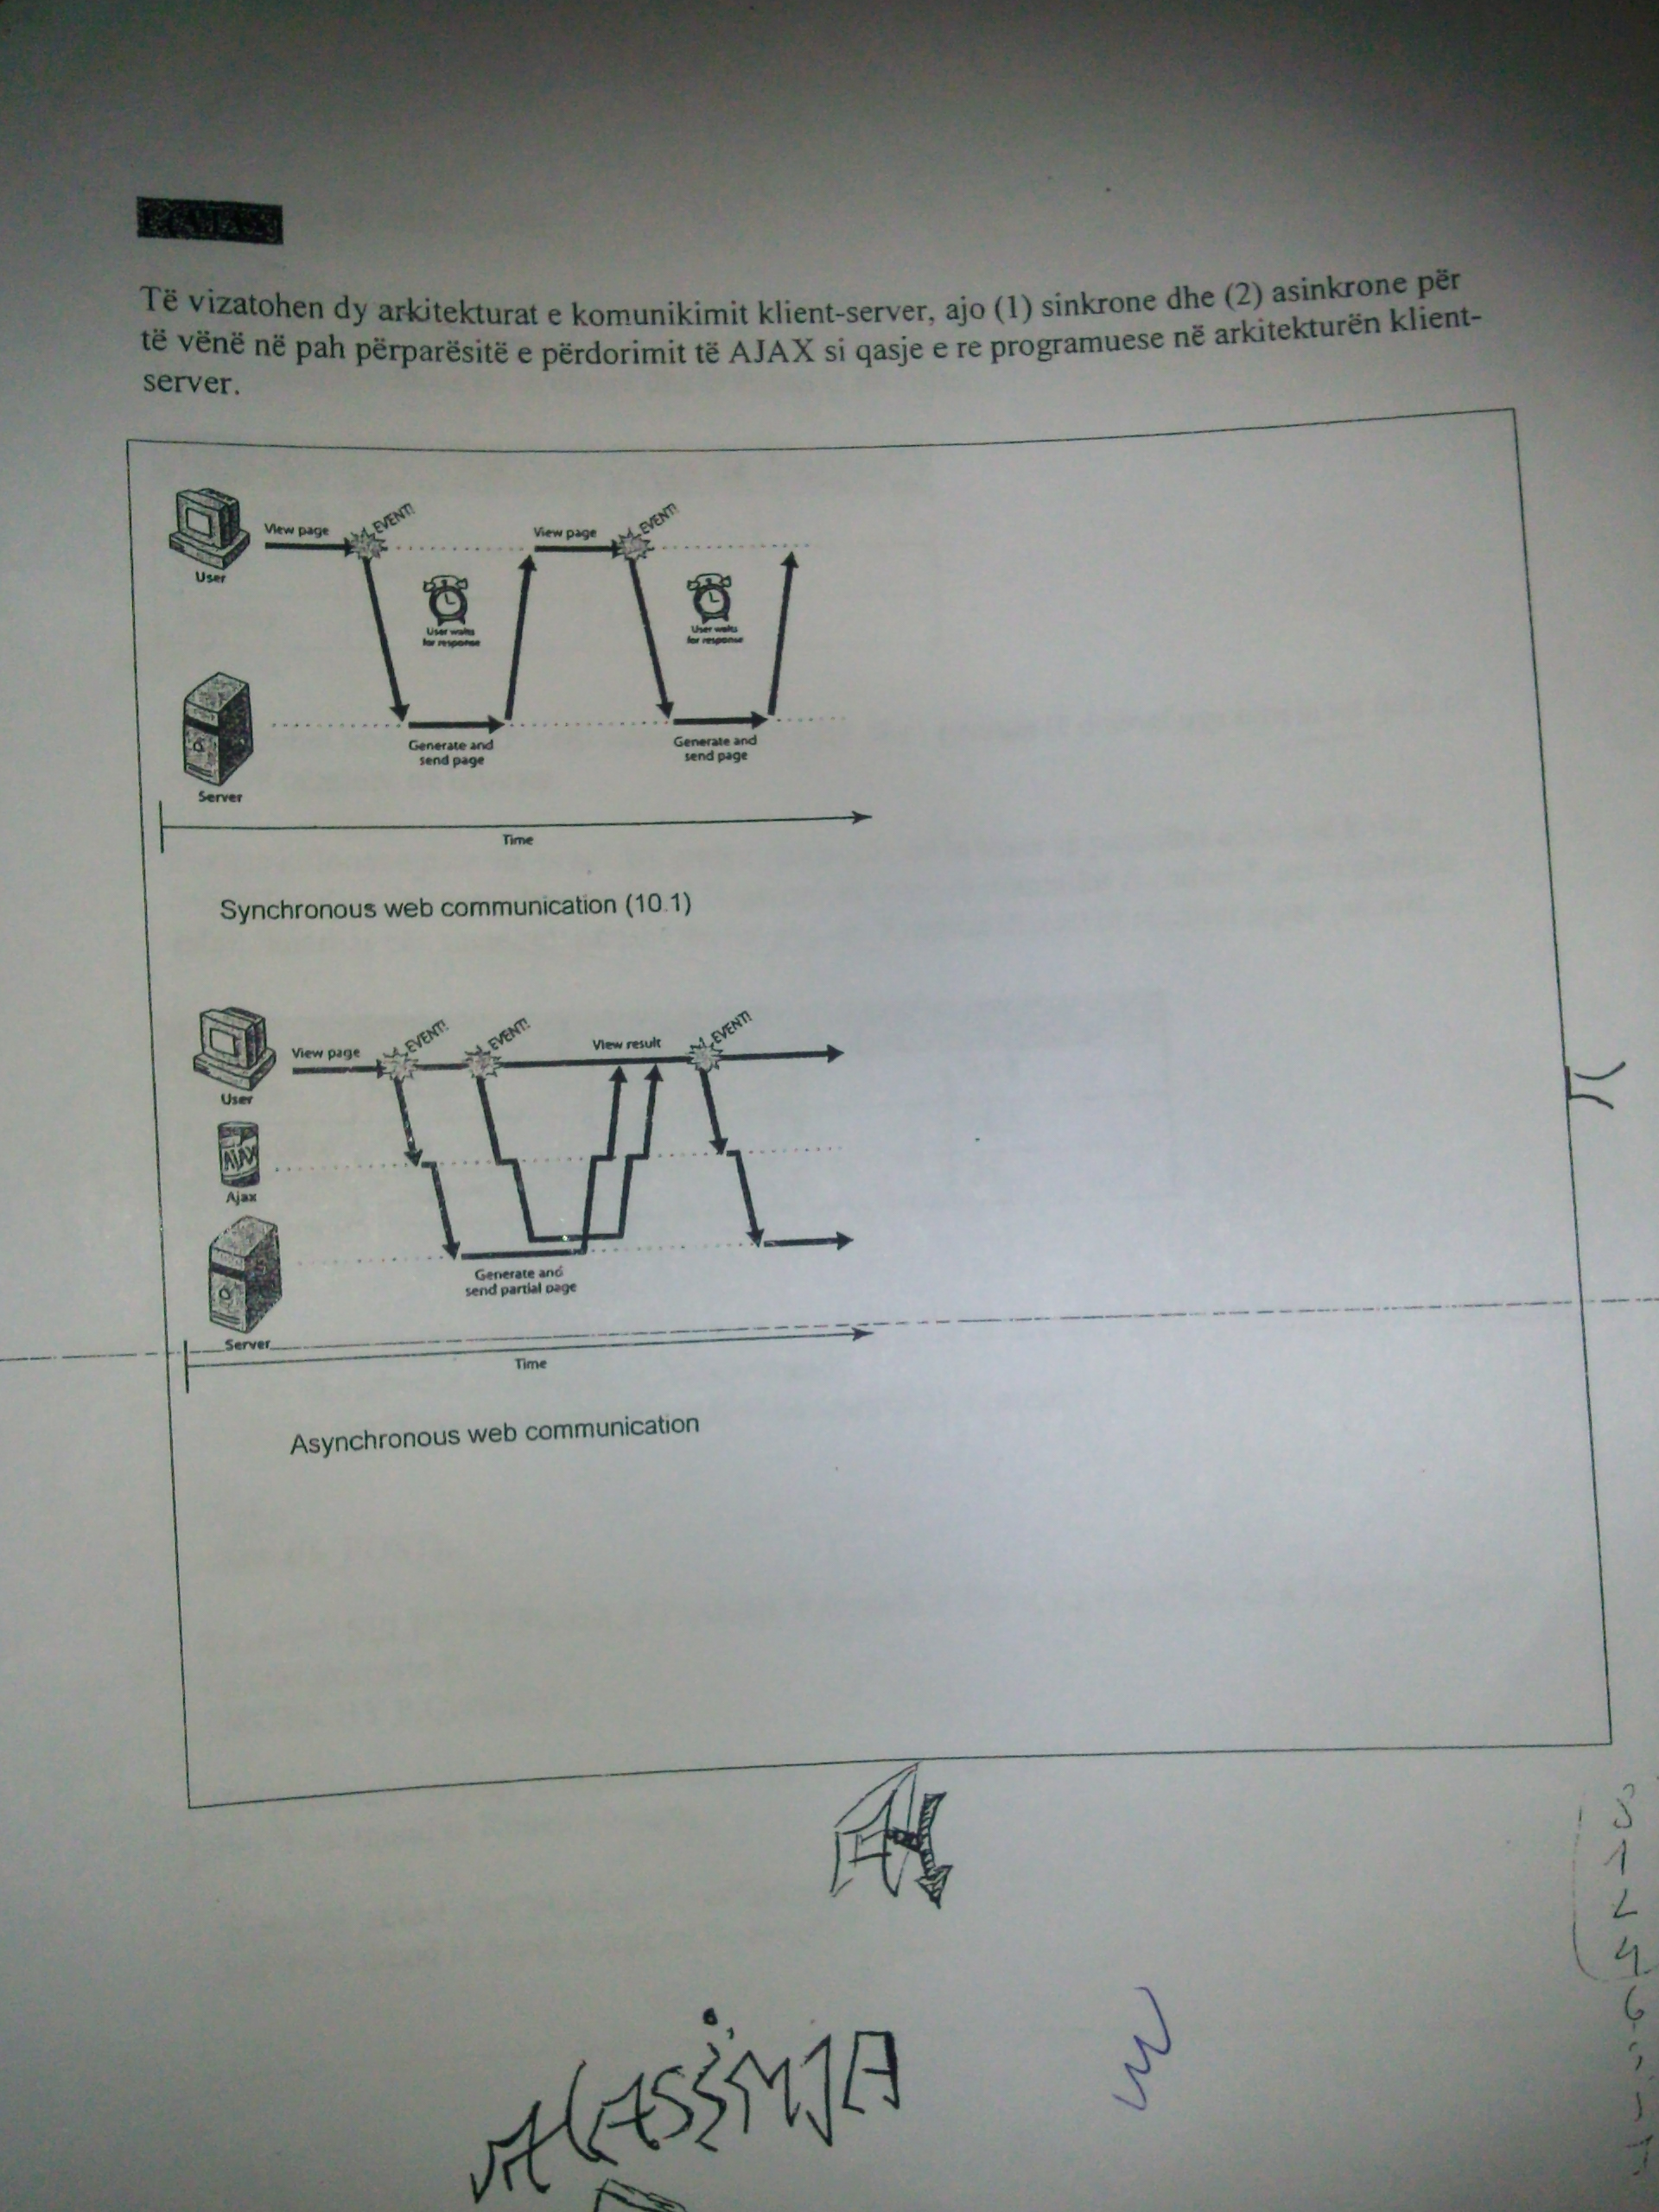 Të vizatohen dy arkitekturat e komunikimit klient-server, ajo (1) sinkrone dhe (2) asinkrone për
të vënë në pah përparësitë e përdorimit të AJAX si qasje e re programuese në arkitekturën klient-
server.
View page
EVENT!
View page
EVENT!
User
User waits
for response
User waits
for response
Generate and
send page
Generate and
send page
Server
Time
Synchronous web communication (10.1)
View page
EVENT!
EVENT!
View result
EVENT!
User
AJAX
Ajax
Generate and
send partial page
Server
Time
Asynchronous web communication
1
2
4
6